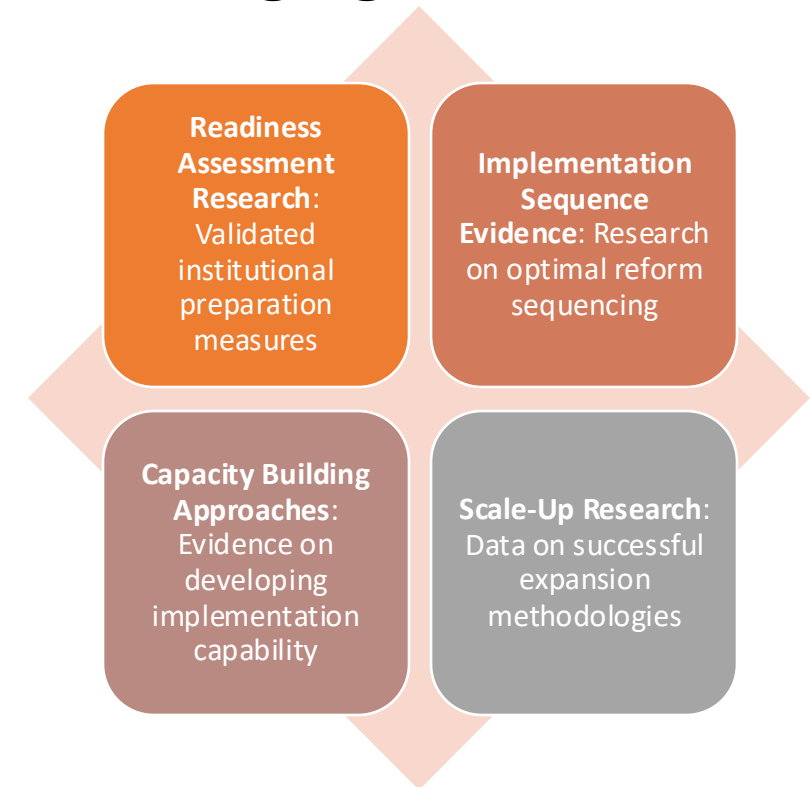 Readiness
Assessment
Research:
Validated
institutional
preparation
measures
Implementation
Sequence
Evidence: Research
on optimal reform
sequencing
Capacity Building
Approaches:
Evidence on
developing
implementation
capability
Scale-Up Research:
Data on successful
expansion
methodologies